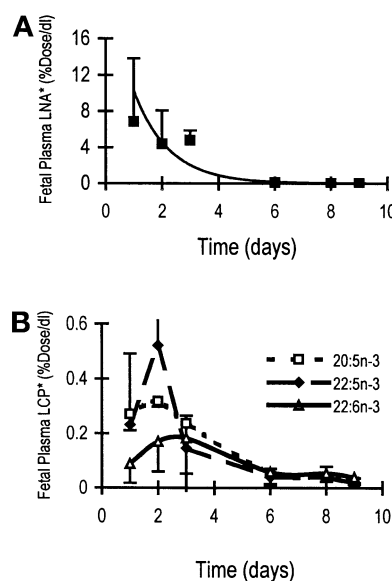 A
Fetal Plasma LNA* (%Dose/dl)
16
12
8
4
0
0 2 4 6 8 10
Time (days)
B
Fetal Plasma LCP* (%Dose/dl)
0.6
0.4
0.2
0
20:5n-3
22:5n-3
22:6n-3
0 2 4 6 8 10
Time (days)